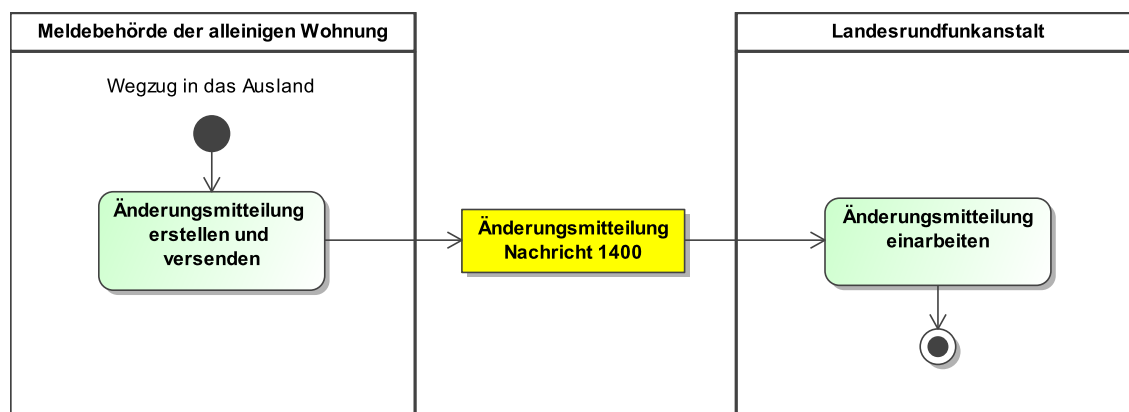 Meldebehörde der alleinigen Wohnung
Landesrundfunkanstalt
Wegzug in das Ausland
Änderungsmitteilung
erstellen und
versenden
Änderungsmitteilung
Nachricht 1400
Änderungsmitteilung
einarbeiten